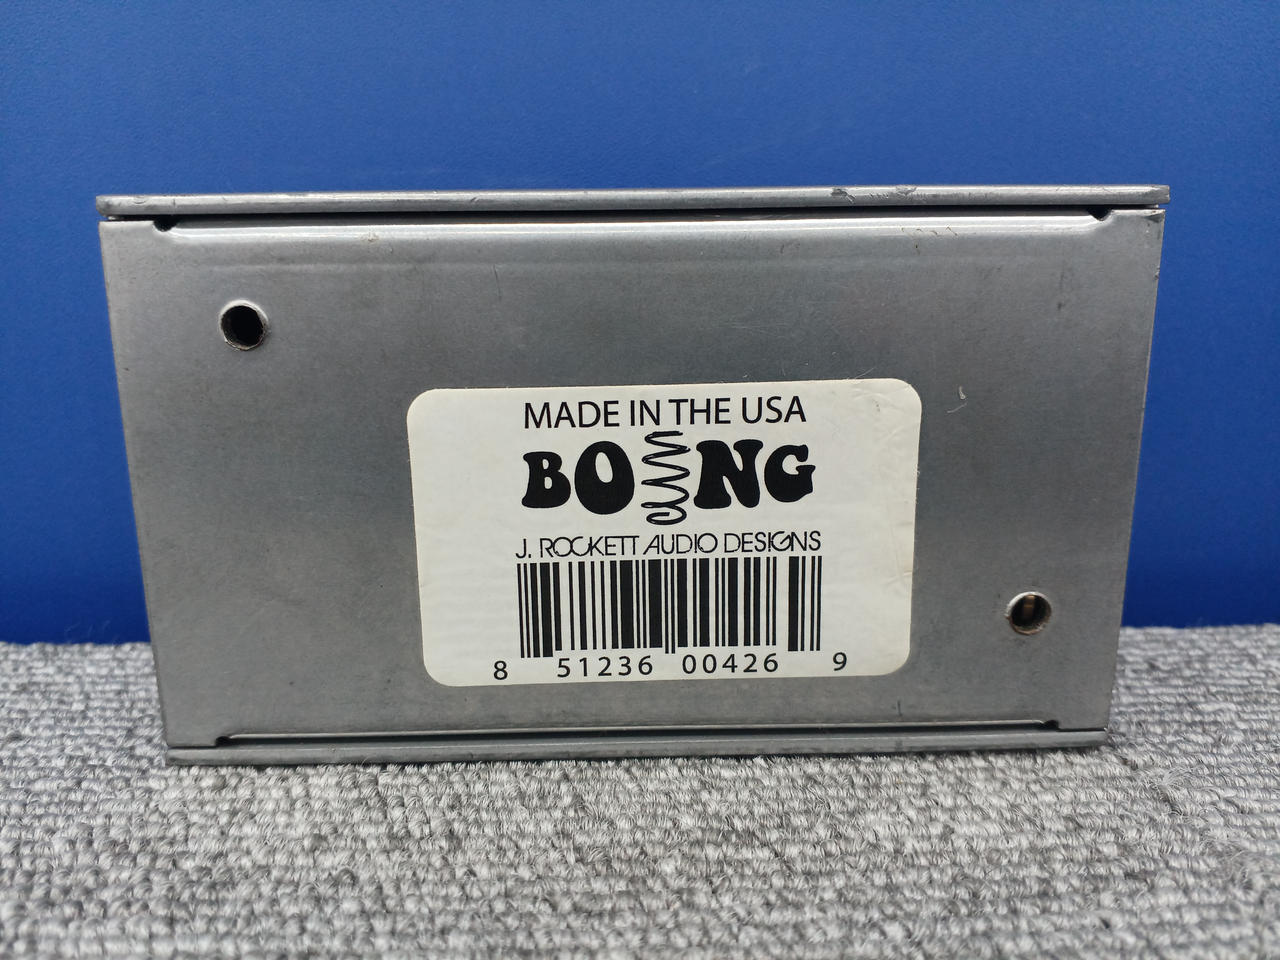 MADE IN THE USA
BOING
J. ROCKETT AUDIO DESIGNS
8 51236 00426 9